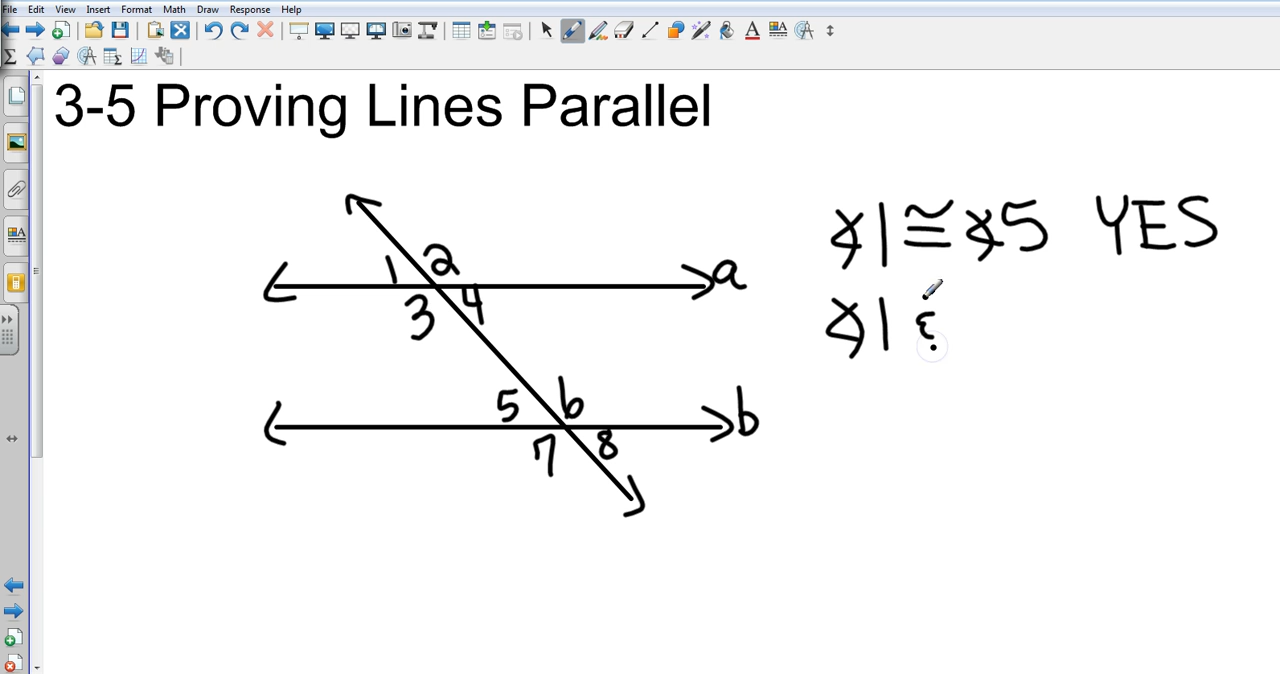 File Edit View Insert Format Math Draw Response Help
3-5 Proving Lines Parallel
1 2 a
3 4
5 6 b
7 8
∢1≅∢5 YES
∢1